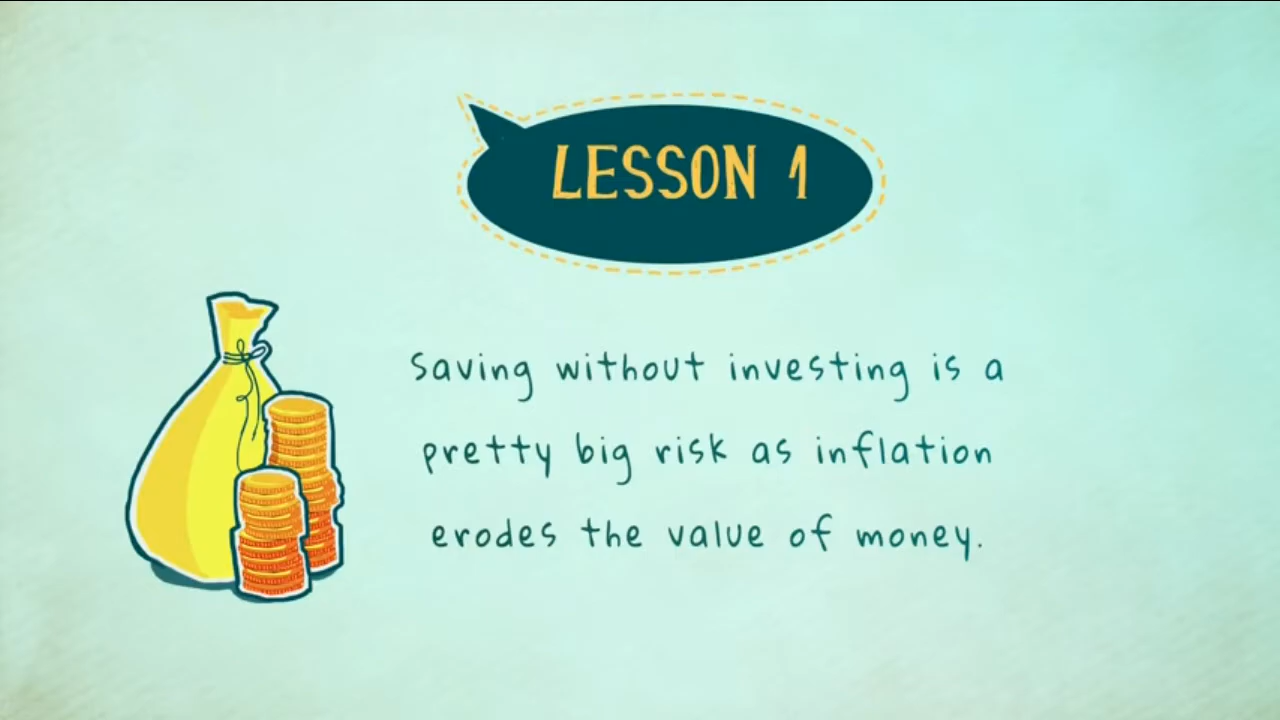 LESSON 1
saving without investing is a
pretty big risk as inflation
erodes the value of money.